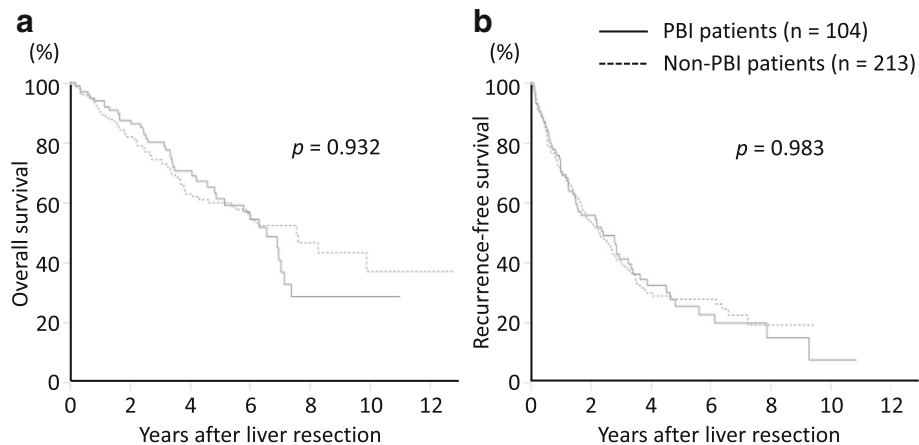 a
(%)
100
80
60
40
20
0
Overall survival
p = 0.932
0 2 4 6 8 10 12
Years after liver resection
b
(%)
PBI patients (n = 104)
Non-PBI patients (n = 213)
100
80
60
40
20
0
Recurrence-free survival
p = 0.983
0 2 4 6 8 10 12
Years after liver resection